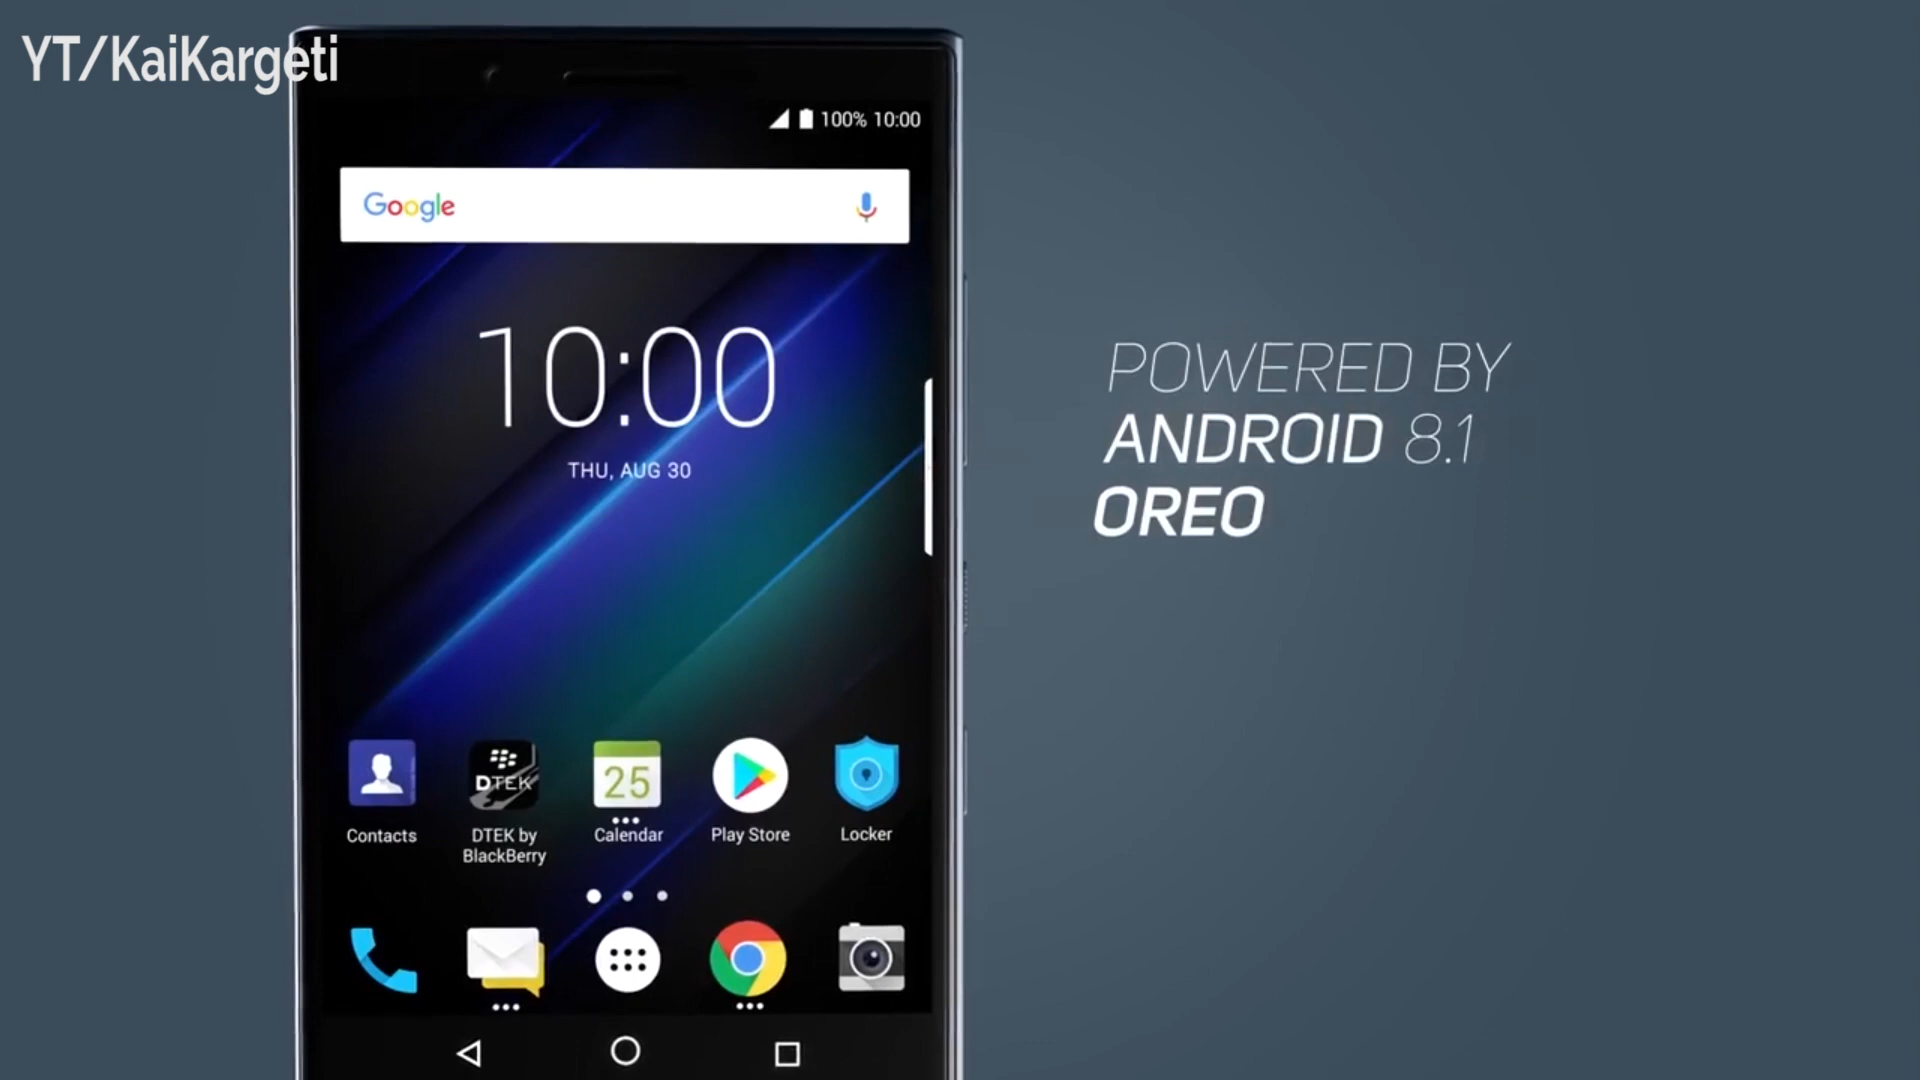 YT/KaiKargeti
100% 10:00
Google
10:00
THU, AUG 30
POWERED BY
ANDROID 8.1
OREO
DTEK
25
Contacts
DTEK by
BlackBerry
Calendar
Play Store
Locker